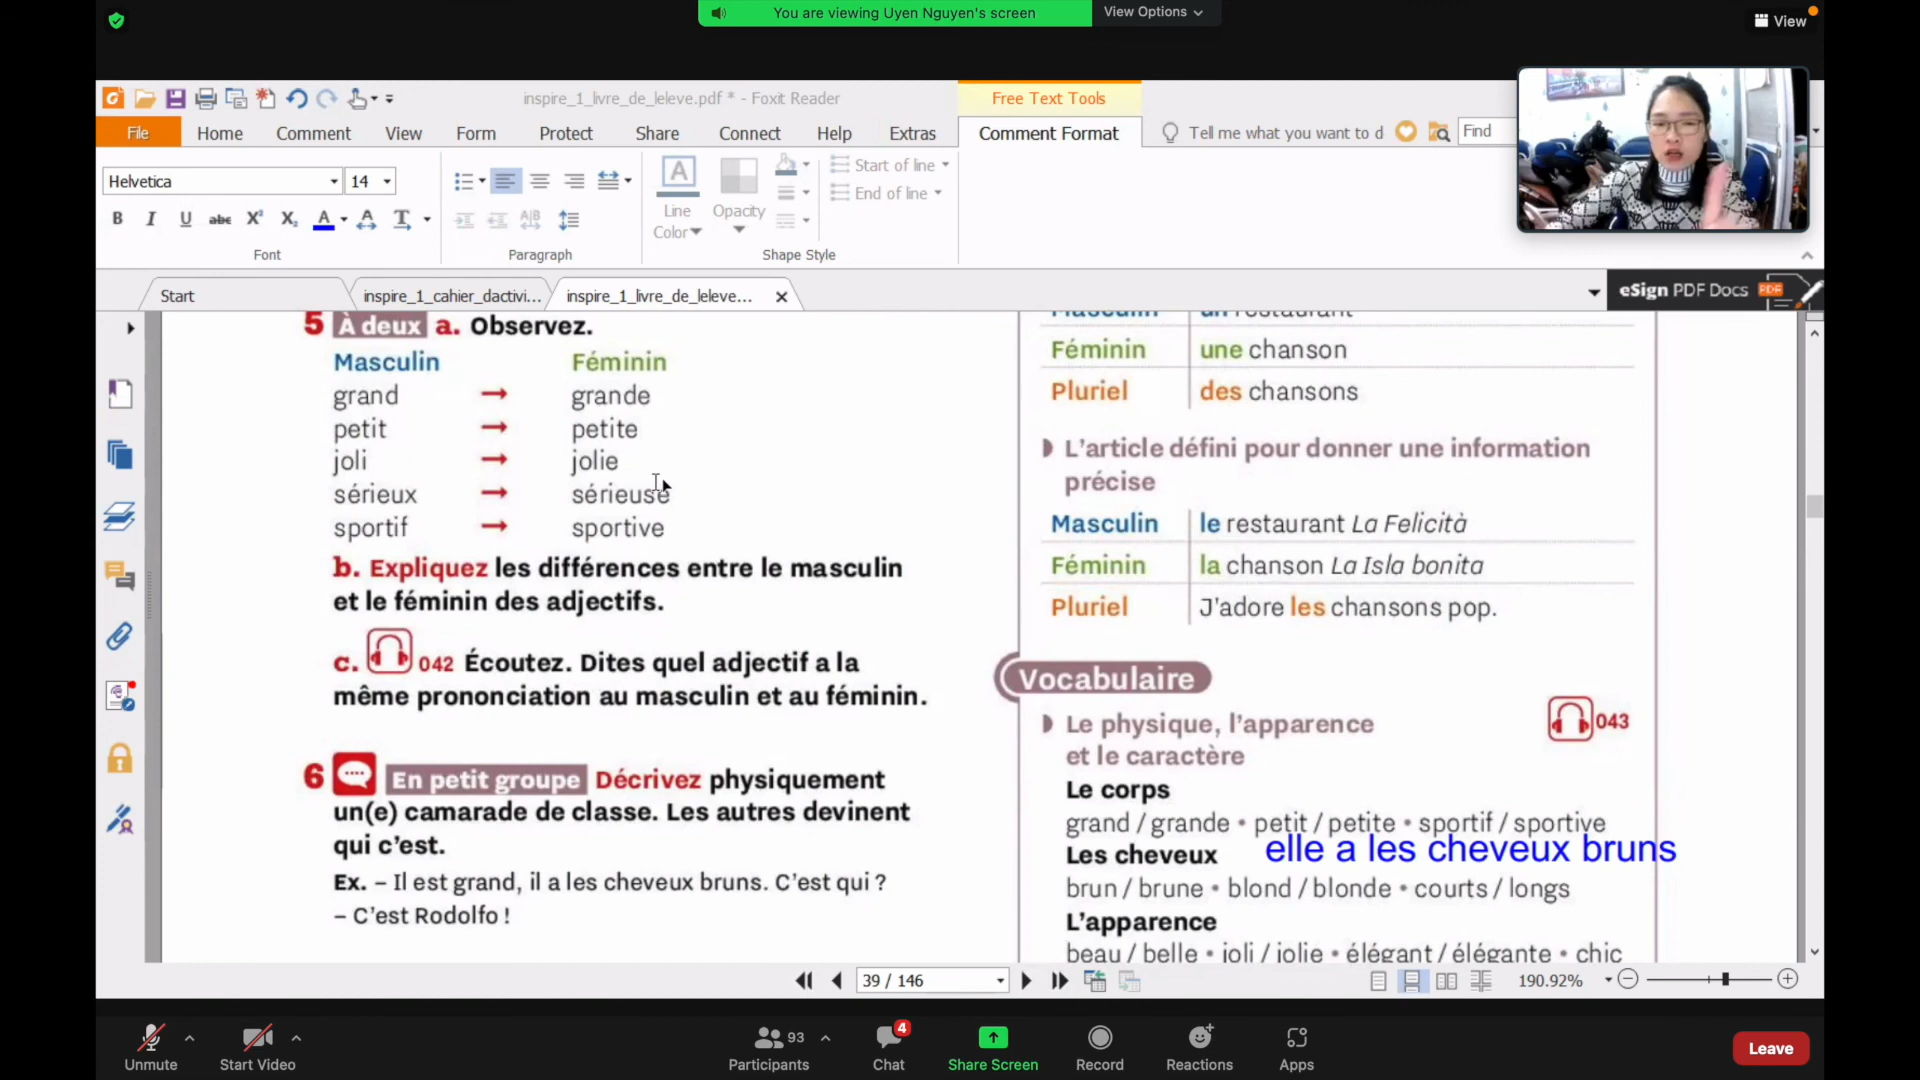 You are viewing Uyen Nguyen's screen
View Options
View
inspire_1_livre_de_leleve.pdf * - Foxit Reader
Free Text Tools
File
Home
Comment
View
Form
Protect
Share
Connect
Help
Extras
Comment Format
Tell me what you want to d
Find
Helvetica
14
Start of line
End of line
Line
Color
Opacity
Font
Paragraph
Shape Style
Start
inspire_1_cahier_dactivi...
inspire_1_livre_de_leleve...
eSign PDF Docs
5 À deux a. Observez.
Masculin Féminin
grand → grande
petit → petite
joli → jolie
sérieux → sérieuse
sportif → sportive
b. Expliquez les différences entre le masculin
et le féminin des adjectifs.
c. 042 Écoutez. Dites quel adjectif a la
même prononciation au masculin et au féminin.
6 En petit groupe Décrivez physiquement
un(e) camarade de classe. Les autres devinent
qui c'est.
Ex. – Il est grand, il a les cheveux bruns. C'est qui ?
– C'est Rodolfo !
Masculin un restaurant
Féminin une chanson
Pluriel des chansons
L'article défini pour donner une information
précise
Masculin le restaurant La Felicità
Féminin la chanson La Isla bonita
Pluriel J'adore les chansons pop.
Vocabulaire
Le physique, l'apparence
et le caractère
043
Le corps
grand / grande • petit / petite • sportif / sportive
Les cheveux elle a les cheveux bruns
brun / brune • blond / blonde • courts / longs
L'apparence
beau / belle • joli / jolie • élégant / élégante • chic
39 / 146
190.92%
Unmute
Start Video
93
Participants
4
Chat
Share Screen
Record
Reactions
Apps
Leave